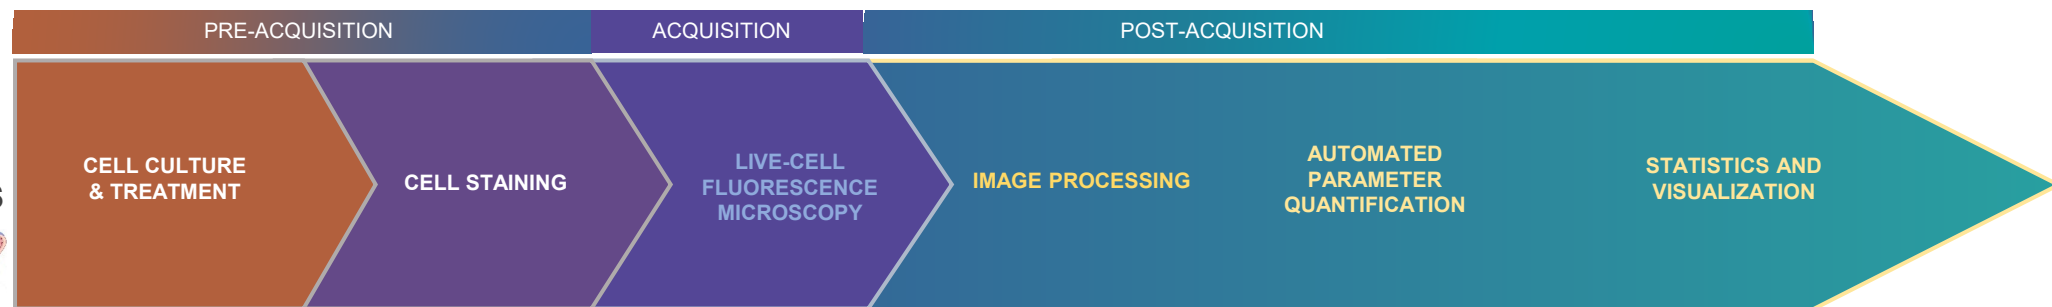 PRE-ACQUISITION
ACQUISITION
POST-ACQUISITION
CELL CULTURE
& TREATMENT
CELL STAINING
LIVE-CELL
FLUORESCENCE
MICROSCOPY
IMAGE PROCESSING
AUTOMATED
PARAMETER
QUANTIFICATION
STATISTICS AND
VISUALIZATION
S